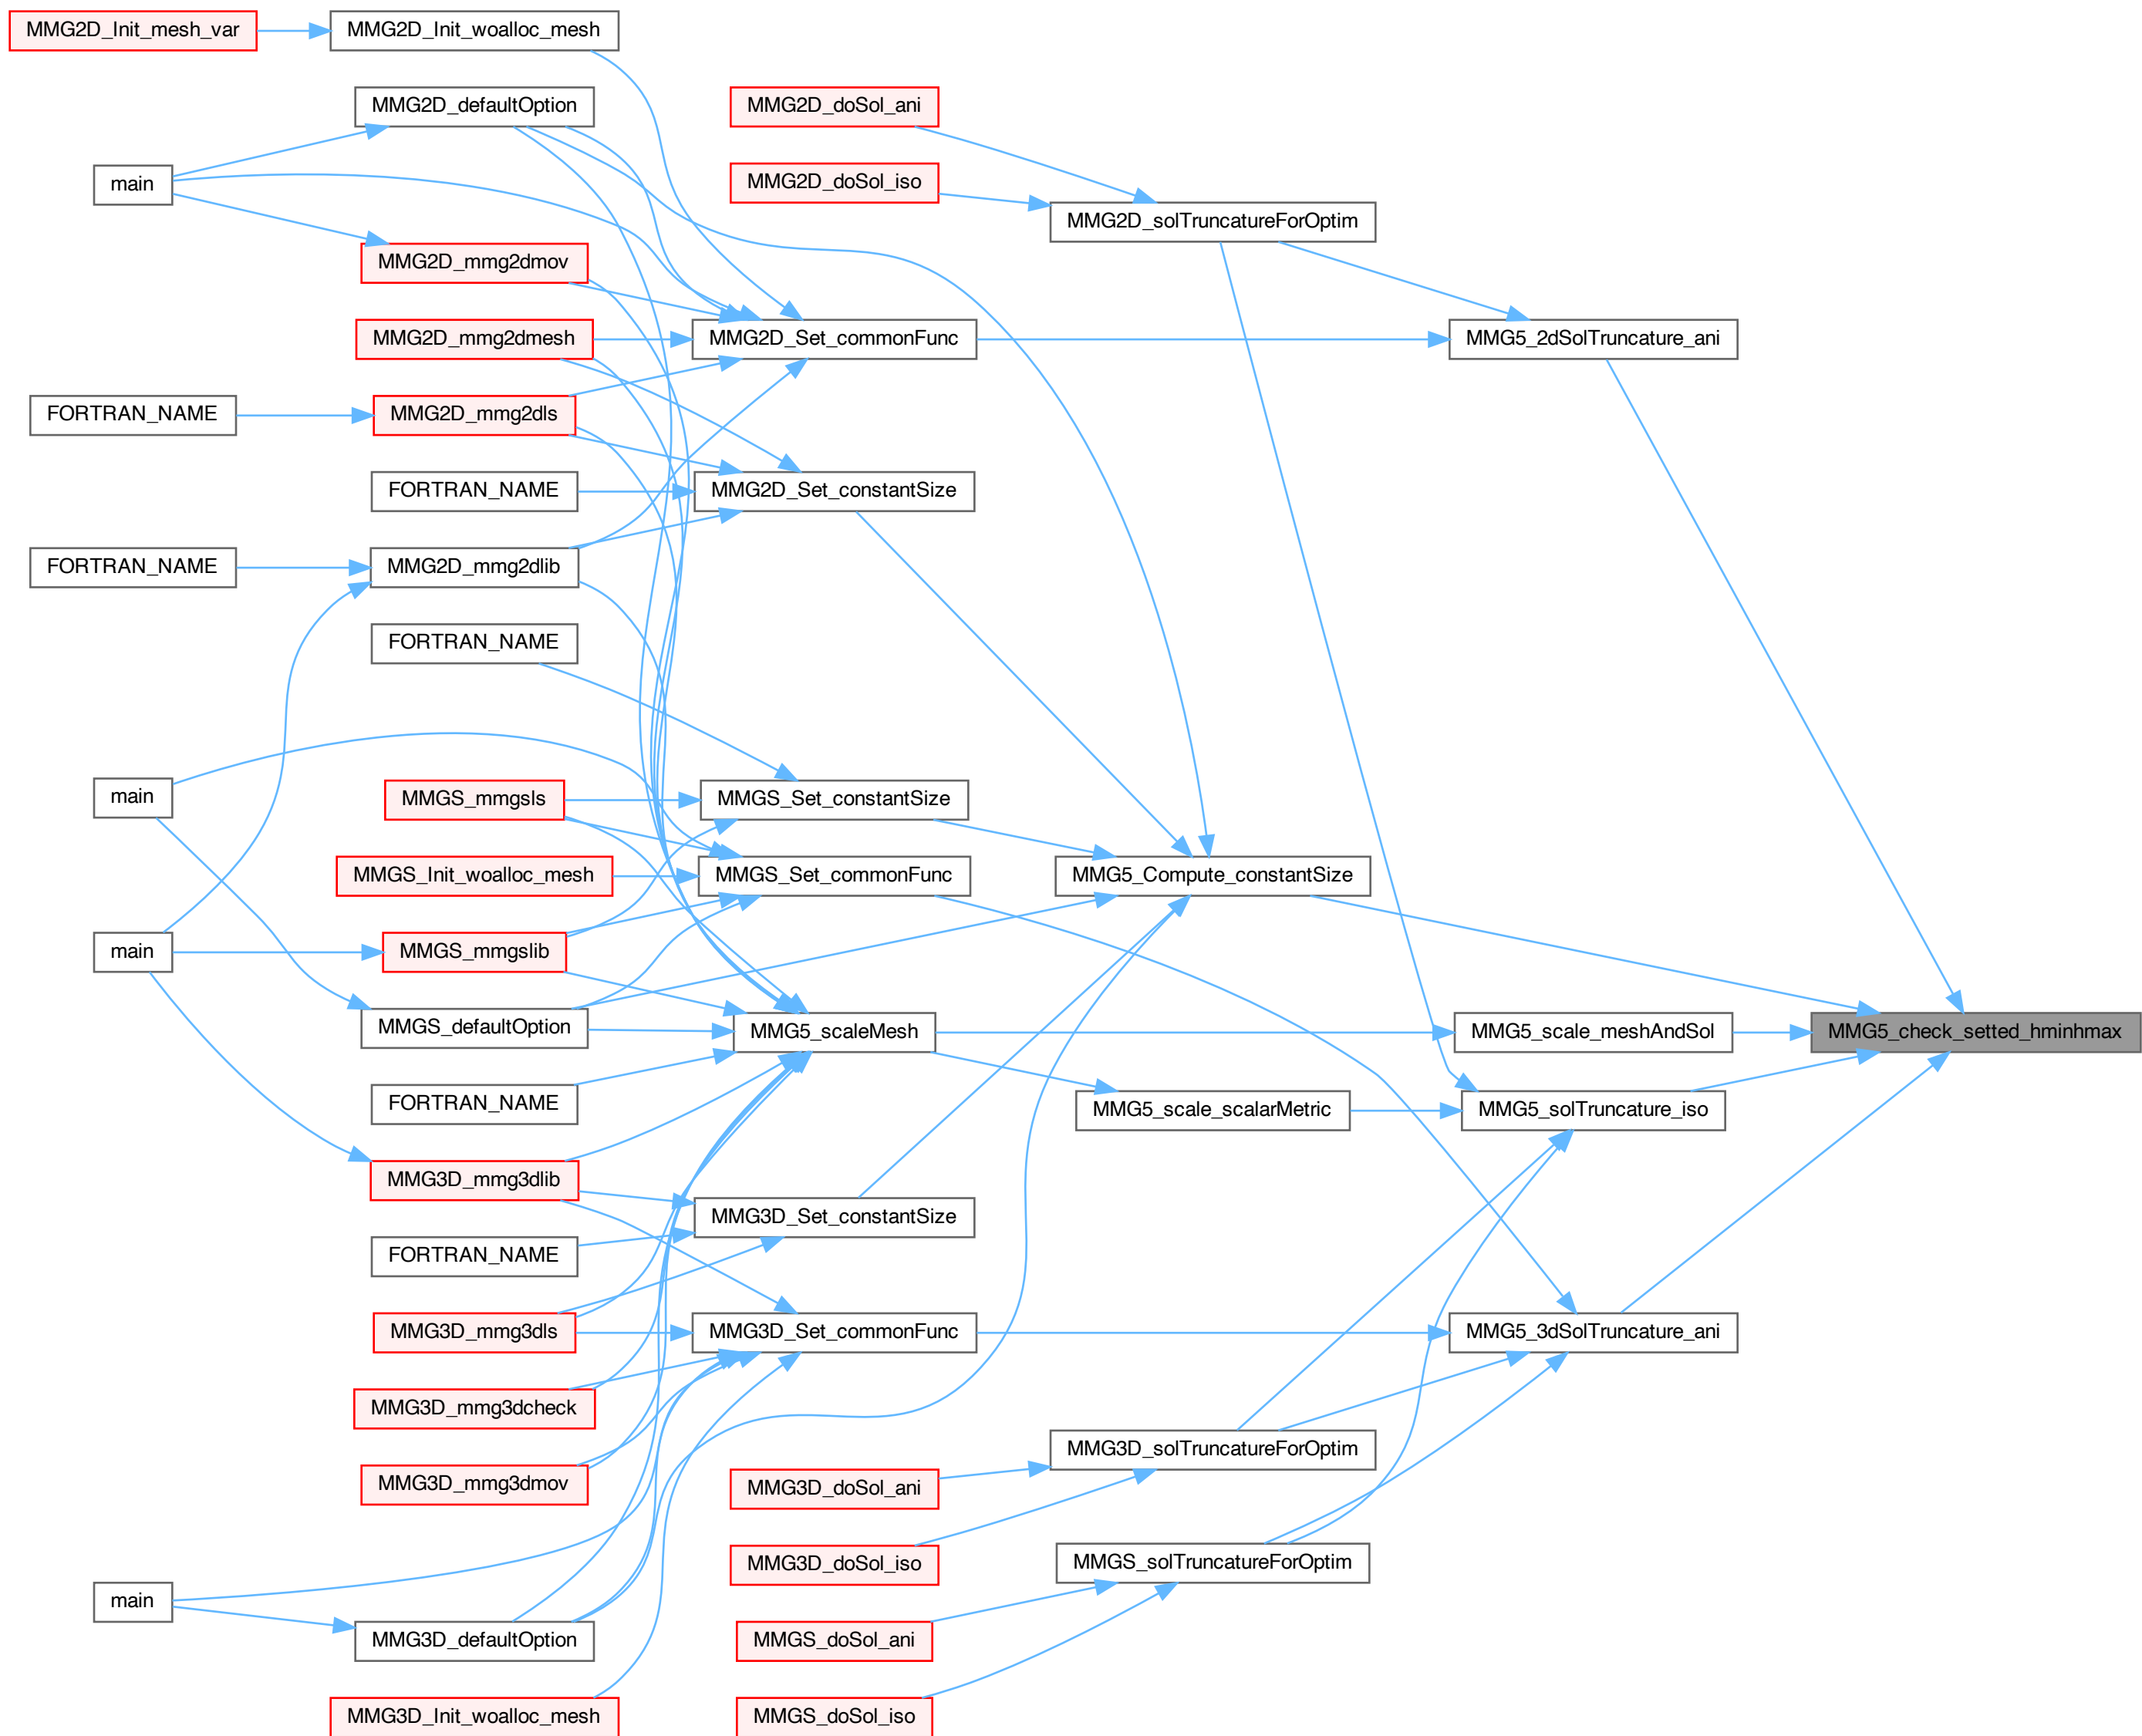 MMG2D_Init_mesh_var
MMG2D_Init_woalloc_mesh
MMG2D_defaultOption
MMG2D_doSol_ani
main
MMG2D_doSol_iso
MMG2D_solTruncatureForOptim
MMG2D_mmg2dmov
MMG2D_mmg2dmesh
MMG2D_Set_commonFunc
MMG5_2dSolTruncature_ani
FORTRAN_NAME
MMG2D_mmg2dls
FORTRAN_NAME
MMG2D_Set_constantSize
FORTRAN_NAME
MMG2D_mmg2dlib
FORTRAN_NAME
main
MMGS_mmgsls
MMGS_Set_constantSize
MMGS_Init_woalloc_mesh
MMGS_Set_commonFunc
MMG5_Compute_constantSize
main
MMGS_mmgslib
MMGS_defaultOption
MMG5_scaleMesh
MMG5_scale_meshAndSol
MMG5_check_setted_hminhmax
FORTRAN_NAME
MMG5_scale_scalarMetric
MMG5_solTruncature_iso
MMG3D_mmg3dlib
MMG3D_Set_constantSize
FORTRAN_NAME
MMG3D_mmg3dls
MMG3D_Set_commonFunc
MMG5_3dSolTruncature_ani
MMG3D_mmg3dcheck
MMG3D_solTruncatureForOptim
MMG3D_mmg3dmov
MMG3D_doSol_ani
MMG3D_doSol_iso
MMGS_solTruncatureForOptim
main
MMG3D_defaultOption
MMGS_doSol_ani
MMG3D_Init_woalloc_mesh
MMGS_doSol_iso